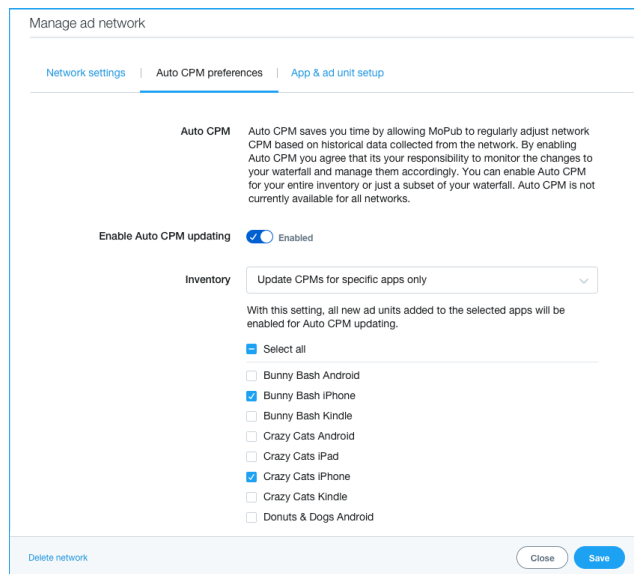 Manage ad network
Network settings | Auto CPM preferences | App & ad unit setup
Auto CPM
Auto CPM saves you time by allowing MoPub to regularly adjust network
CPM based on historical data collected from the network. By enabling
Auto CPM you agree that its your responsibility to monitor the changes to
your waterfall and manage them accordingly. You can enable Auto CPM
for your entire inventory or just a subset of your waterfall. Auto CPM is not
currently available for all networks.
Enable Auto CPM updating
Enabled
Inventory
Update CPMs for specific apps only
With this setting, all new ad units added to the selected apps will be
enabled for Auto CPM updating.
Select all
Bunny Bash Android
Bunny Bash iPhone
Bunny Bash Kindle
Crazy Cats Android
Crazy Cats iPad
Crazy Cats iPhone
Crazy Cats Kindle
Donuts & Dogs Android
Delete network
Close
Save